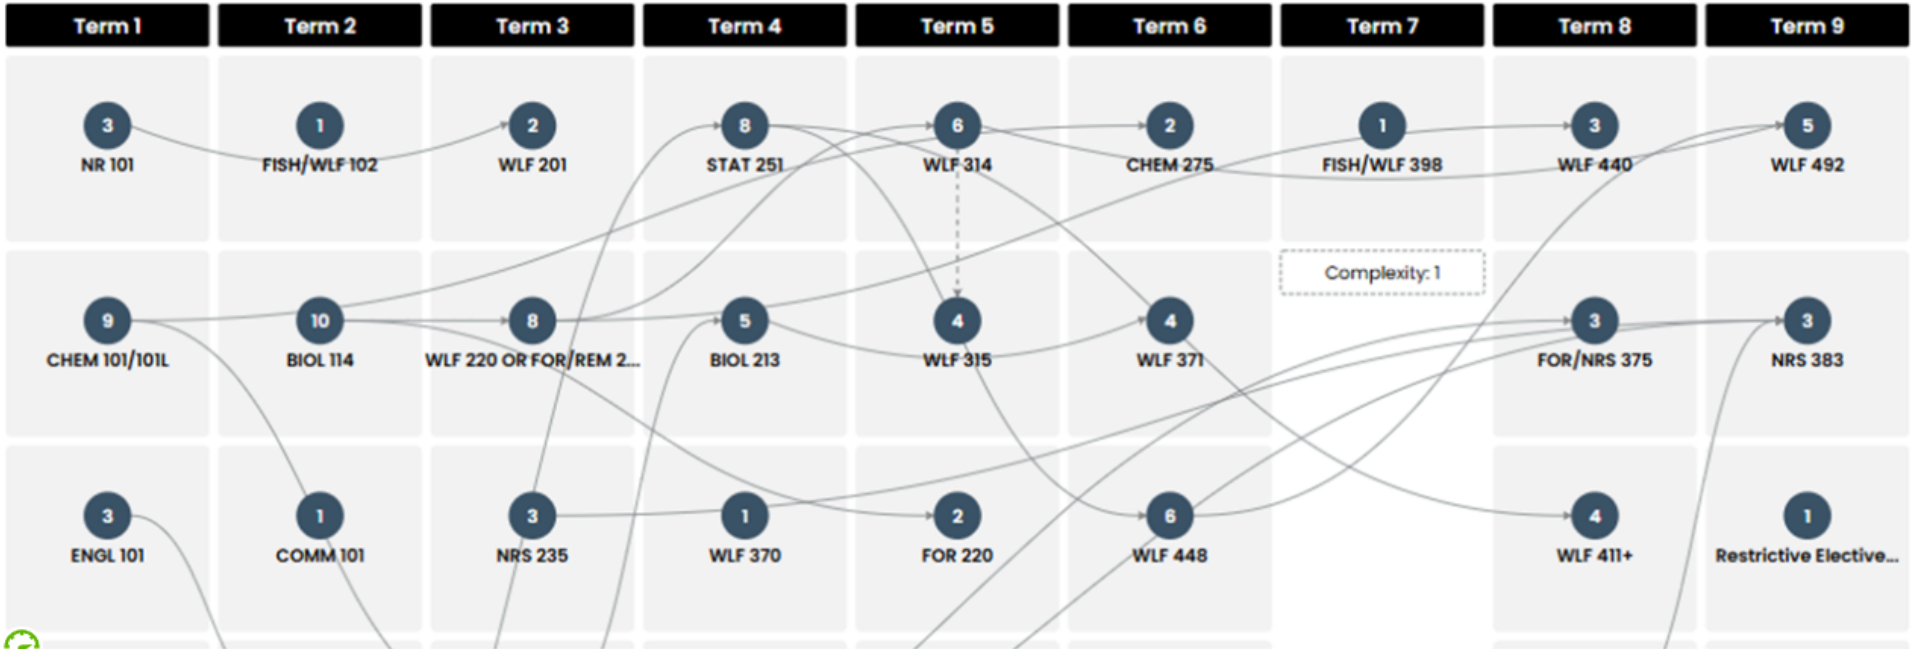 Term 1 Term 2 Term 3 Term 4 Term 5 Term 6 Term 7 Term 8 Term 9
3 1 2 8 6 2 1 3 5
NR 101 FISH/WLF 102 WLF 201 STAT 251 WLF 314 CHEM 275 FISH/WLF 398 WLF 440 WLF 492
Complexity: 1
9 10 8 5 4 4 3 3
CHEM 101/101L BIOL 114 WLF 220 OR FOR/REM 2... BIOL 213 WLF 315 WLF 371 FOR/NRS 375 NRS 383
3 1 3 1 2 6 4 1
ENGL 101 COMM 101 NRS 235 WLF 370 FOR 220 WLF 448 WLF 411+ Restrictive Elective...